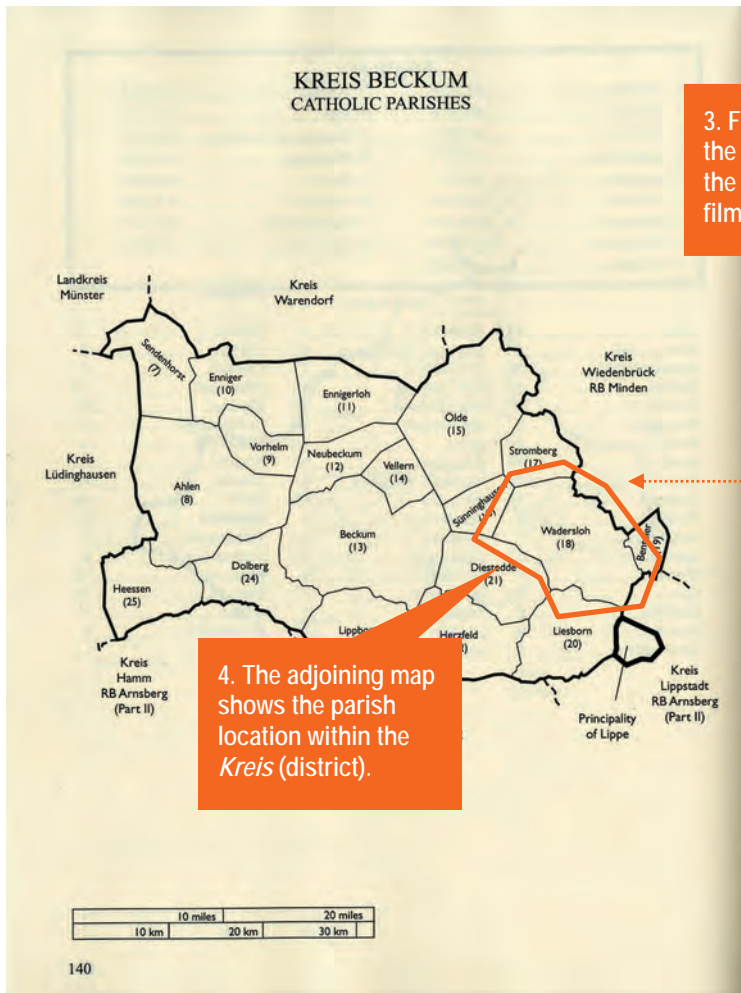 KREIS BECKUM
CATHOLIC PARISHES
3. F
the
the
film
Landkreis
Münster
Kreis
Warendorf
Sendenhorst
(7)
Enniger
(10)
Ennigerloh
(11)
Ölde
(15)
Kreis
Wiedenbrück
RB Minden
Vorhelm
(9)
Neubeckum
(12)
Vellern
(14)
Stromberg
(17)
Kreis
Lüdinghausen
Ahlen
(8)
Beckum
(13)
Wadersloh
(18)
(19)
Dolberg
(24)
Diestedde
(21)
Heessen
(25)
Herzfeld
Liesborn
(20)
Kreis
Hamm
RB Arnsberg
(Part II)
4. The adjoining map
shows the parish
location within the
Kreis (district).
Principality
of Lippe
Kreis
Lippstadt
RB Arnsberg
(Part II)
10 miles 20 miles
10 km 20 km 30 km
140